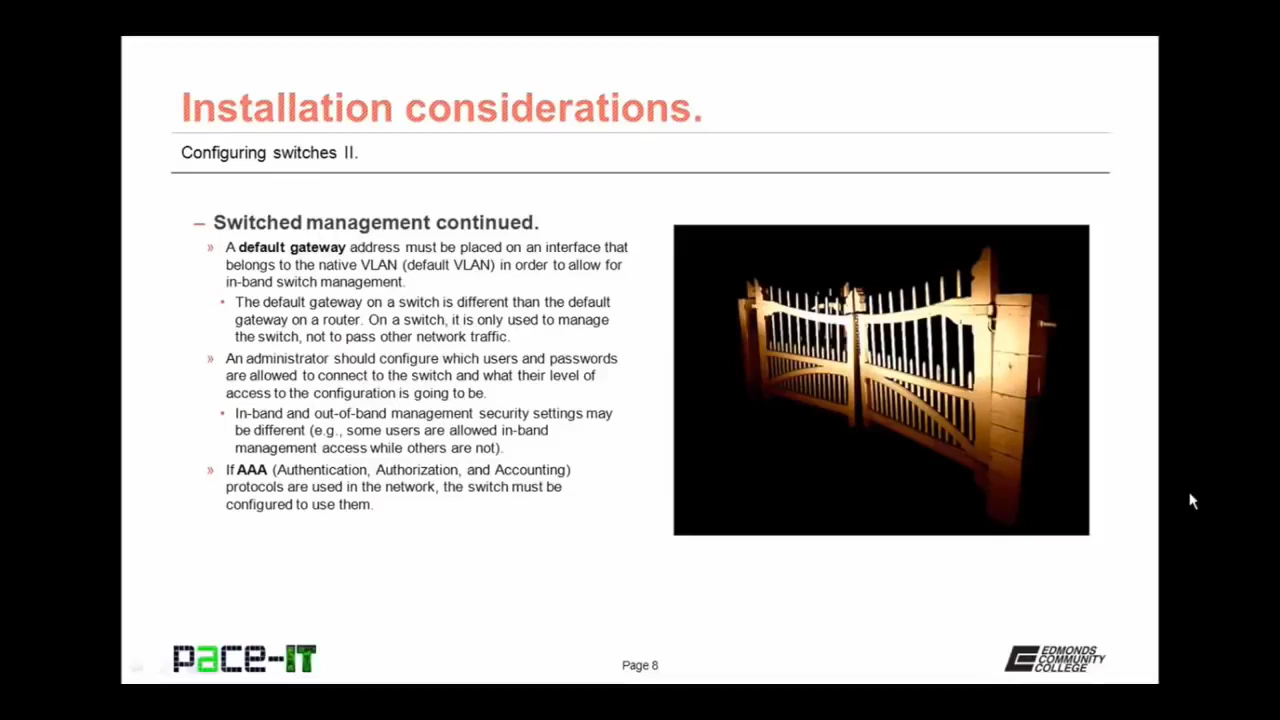 Installation considerations.
Configuring switches II.
– Switched management continued.
» A default gateway address must be placed on an interface that
belongs to the native VLAN (default VLAN) in order to allow for
in-band switch management.
• The default gateway on a switch is different than the default
gateway on a router. On a switch, it is only used to manage
the switch, not to pass other network traffic.
» An administrator should configure which users and passwords
are allowed to connect to the switch and what their level of
access to the configuration is going to be.
• In-band and out-of-band management security settings may
be different (e.g., some users are allowed in-band
management access while others are not).
» If AAA (Authentication, Authorization, and Accounting)
protocols are used in the network, the switch must be
configured to use them.
pace-IT
Page 8
EDMONDS
COMMUNITY
COLLEGE